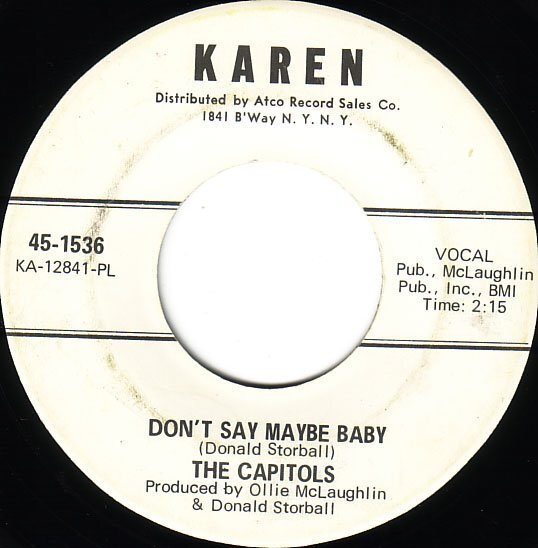 KAREN
Distributed by Atco Record Sales Co.
1841 B'Way N. Y. N. Y.
45-1536
KA-12841-PL
VOCAL
Pub., McLaughlin
Pub., Inc., BMI
Time: 2:15
DON'T SAY MAYBE BABY
(Donald Storball)
THE CAPITOLS
Produced by Ollie McLaughlin
& Donald Storball